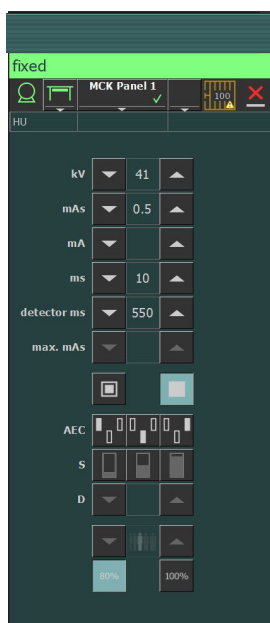 fixed
MCK Panel 1
100
HU
kV 41
mAs 0.5
mA
ms 10
detector ms 550
max. mAs
AEC
S
D
80% 100%